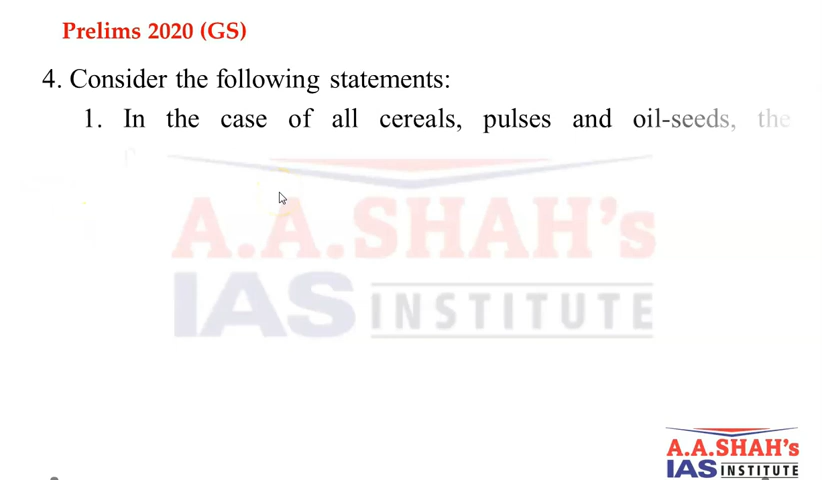 Prelims 2020 (GS)
4. Consider the following statements:
1. In the case of all cereals, pulses and oil-seeds, the
A.A.SHAH's
IAS INSTITUTE
A.A.SHAH's
IAS INSTITUTE